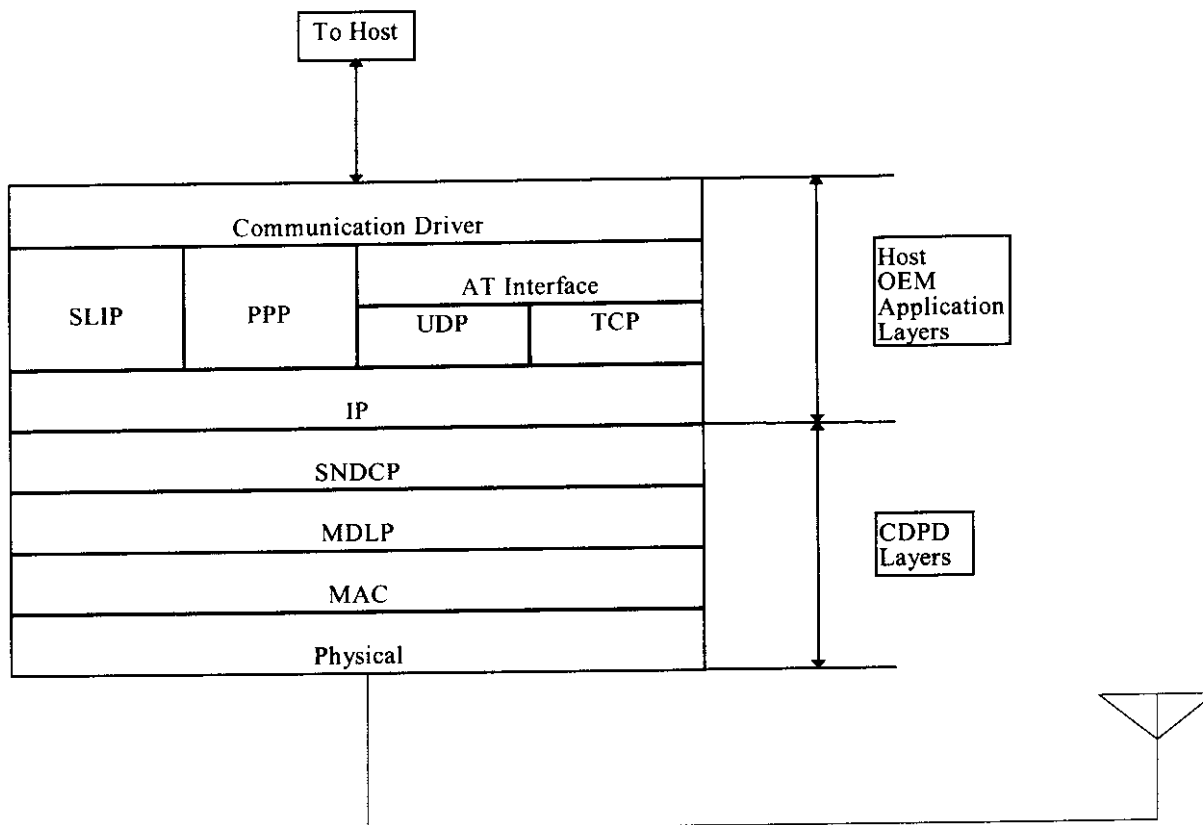 To Host
Communication Driver
AT Interface
SLIP
PPP
UDP
TCP
IP
SNDCP
MDLP
MAC
Physical
Host
OEM
Application
Layers
CDPD
Layers